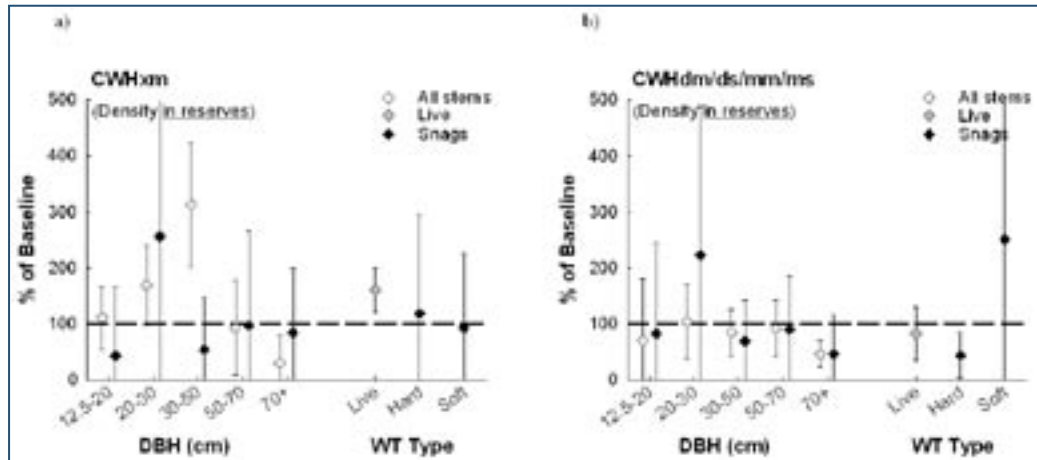 a)
CWHxm
(Density in reserves)
All stems
Live
Snags
% of Baseline
500
400
300
200
100
0
12.5-20
20-30
30-50
50-70
70+
Live
Hard
Soft
DBH (cm)
WT Type
b)
CWHdm/ds/mm/ms
(Density in reserves)
All stems
Live
Snags
% of Baseline
500
400
300
200
100
0
12.5-20
20-30
30-50
50-70
70+
Live
Hard
Soft
DBH (cm)
WT Type